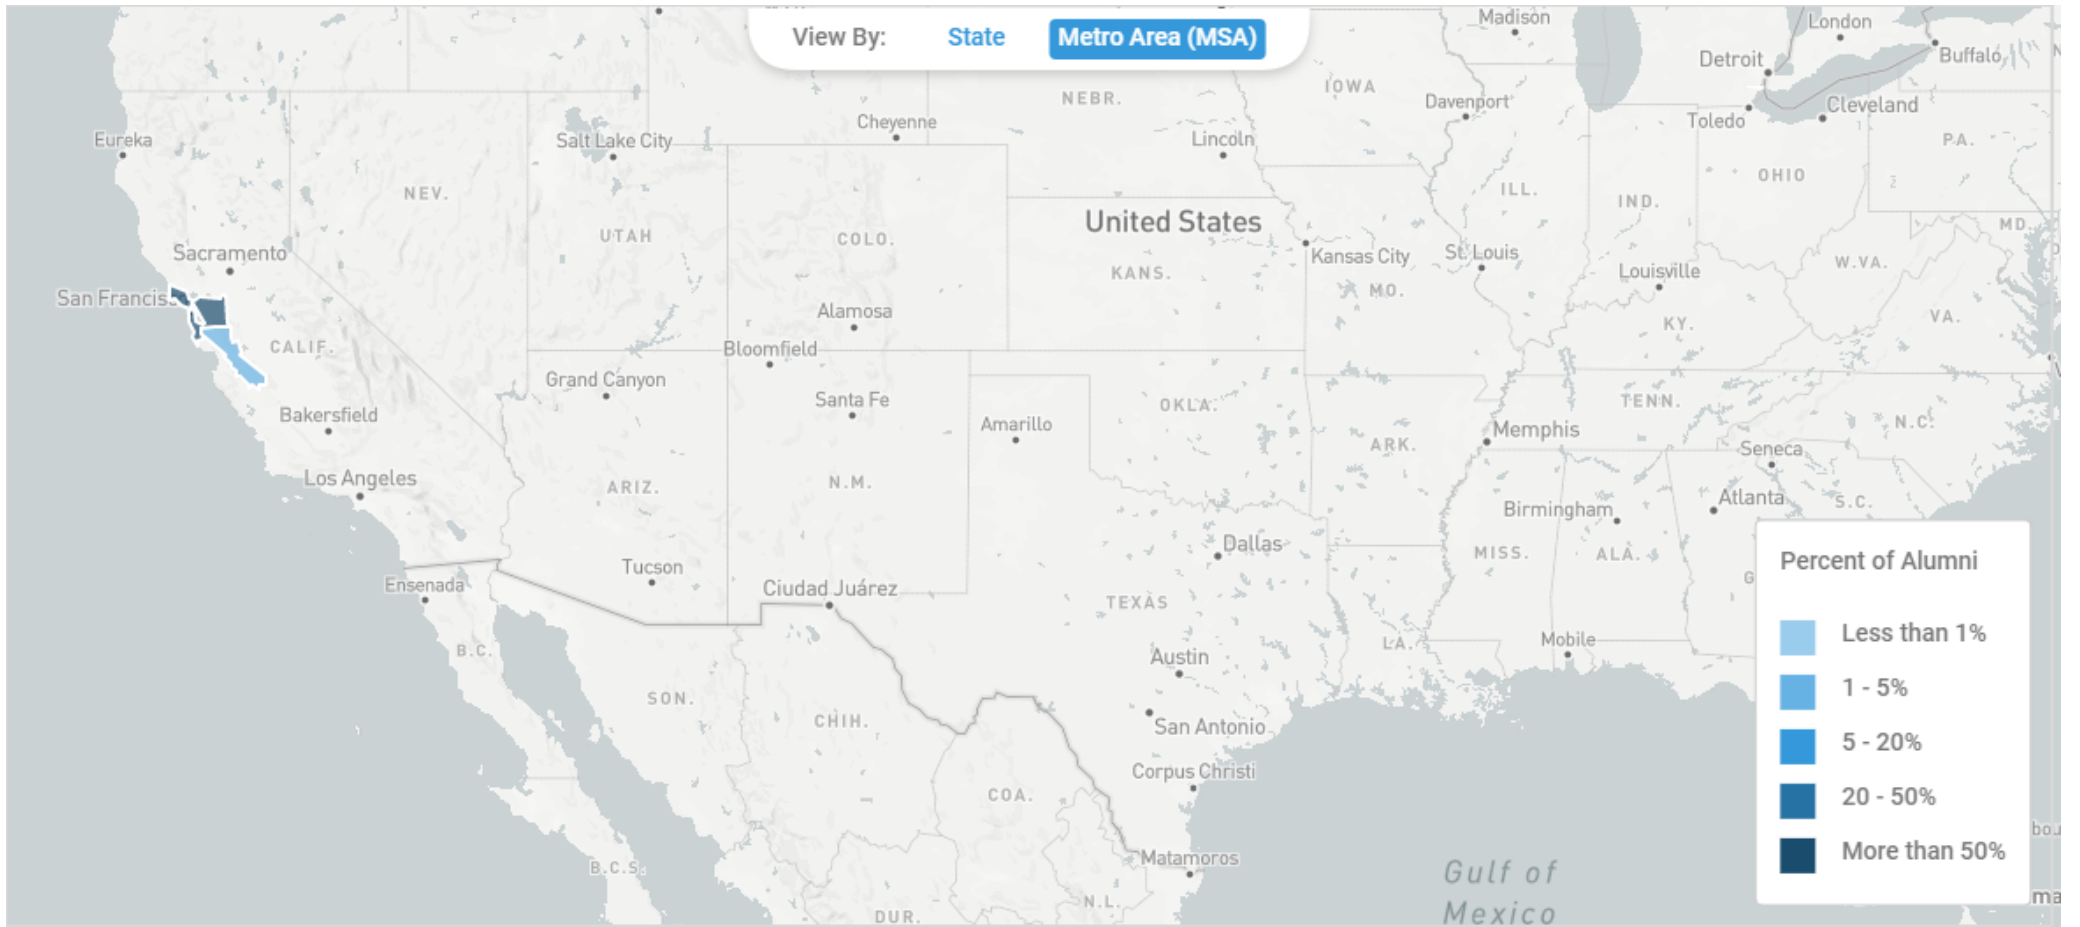 View By: State Metro Area (MSA)
Madison
London
Detroit
Buffalo
IOWA
NEBR.
Davenport
Cleveland
Toledo
Cheyenne
Eureka
Salt Lake City
Lincoln
PA.
OHIO
ILL.
IND.
NEV.
United States
MD.
UTAH
COLO.
Sacramento
Kansas City
St. Louis
W.VA.
KANS.
Louisville
MO.
San Francis
Alamosa
VA.
KY.
CALIF.
Bloomfield
Grand Canyon
Santa Fe
OKLA.
TENN.
Bakersfield
Amarillo
N.C.
Memphis
ARK.
Seneca
Los Angeles
ARIZ.
N.M.
Atlanta
S.C.
Birmingham
Dallas
MISS.
ALA.
Tucson
Ensenada
Ciudad Juárez
TEXAS
G
LA.
Mobile
B.C.
Austin
SON.
CHIH.
San Antonio
Corpus Christi
COA.
Matamoros
B.C.S.
N.L.
DUR.
Gulf of
Mexico
Percent of Alumni
Less than 1%
1 - 5%
5 - 20%
20 - 50%
More than 50%
bou
ma